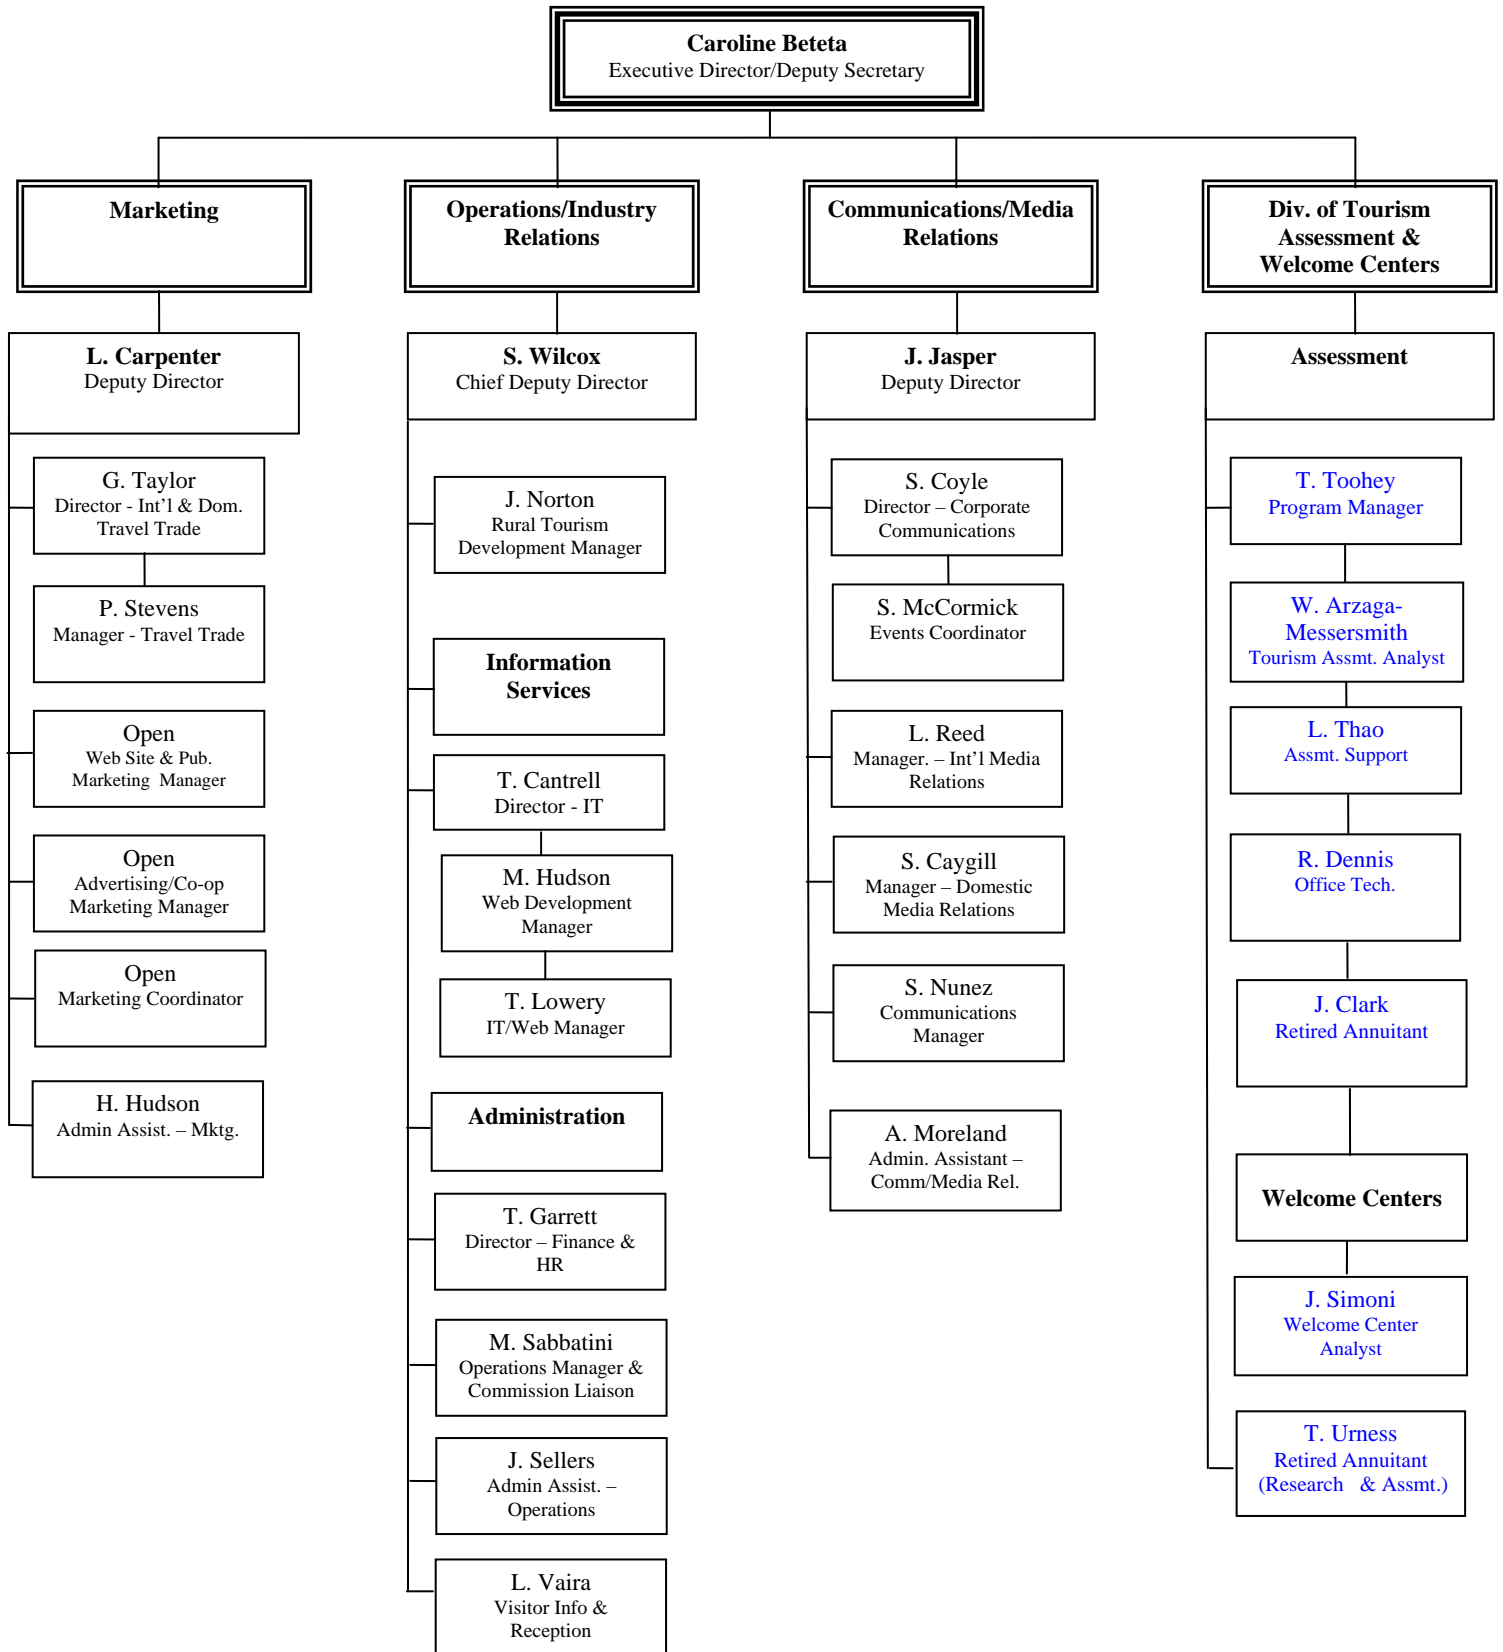 Caroline Beteta
Executive Director/Deputy Secretary
Marketing
L. Carpenter
Deputy Director
G. Taylor
Director - Int’l & Dom.
Travel Trade
P. Stevens
Manager - Travel Trade
Open
Web Site & Pub.
Marketing Manager
Open
Advertising/Co-op
Marketing Manager
Open
Marketing Coordinator
H. Hudson
Admin Assist. – Mktg.
Operations/Industry
Relations
S. Wilcox
Chief Deputy Director
J. Norton
Rural Tourism
Development Manager
Information
Services
T. Cantrell
Director - IT
M. Hudson
Web Development
Manager
T. Lowery
IT/Web Manager
Administration
T. Garrett
Director – Finance &
HR
M. Sabbatini
Operations Manager &
Commission Liaison
J. Sellers
Admin Assist. –
Operations
L. Vaira
Visitor Info &
Reception
Communications/Media
Relations
J. Jasper
Deputy Director
S. Coyle
Director – Corporate
Communications
S. McCormick
Events Coordinator
L. Reed
Manager. – Int’l Media
Relations
S. Caygill
Manager – Domestic
Media Relations
S. Nunez
Communications
Manager
A. Moreland
Admin. Assistant –
Comm/Media Rel.
Div. of Tourism
Assessment &
Welcome Centers
Assessment
T. Toohey
Program Manager
W. Arzaga-
Messersmith
Tourism Assmt. Analyst
L. Thao
Assmt. Support
R. Dennis
Office Tech.
J. Clark
Retired Annuitant
Welcome Centers
J. Simoni
Welcome Center
Analyst
T. Urness
Retired Annuitant
(Research & Assmt.)